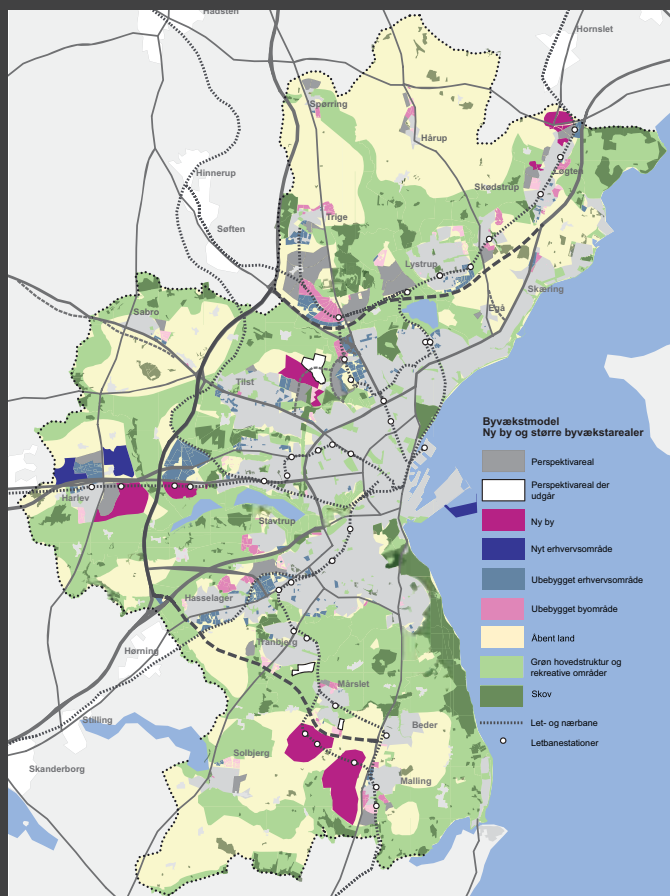 Hadsten
Hornslet
Spørring
Hårup
Hinnerup
Løgten
Skødstrup
Trige
Søften
Lystrup
Skæring
Egå
Sabro
Tilst
Byvækstmodel
Ny by og større byvækstarealer
Perspektivareal
Perspektivareal der
udgår
Ny by
Nyt erhvervsområde
Ubebygget erhvervsområde
Ubebygget byområde
Åbent land
Grøn hovedstruktur og
rekreative områder
Skov
Let- og nærbane
Letbanestationer
Harlev
Stavtrup
Hasselager
Tranbjerg
Hørning
Mårslet
Stilling
Beder
Solbjerg
Skanderborg
Malling